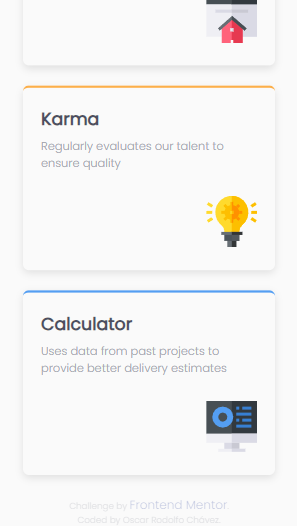 Karma
Regularly evaluates our talent to
ensure quality
Calculator
Uses data from past projects to
provide better delivery estimates
Challenge by Frontend Mentor.
Coded by Oscar Rodolfo Chávez.